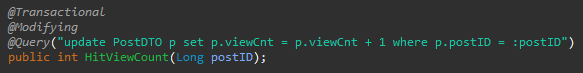 @Transactional
@Modifying
@Query("update PostDTO p set p.viewCnt = p.viewCnt + 1 where p.postID = :postID")
public int HitViewCount(Long postID);